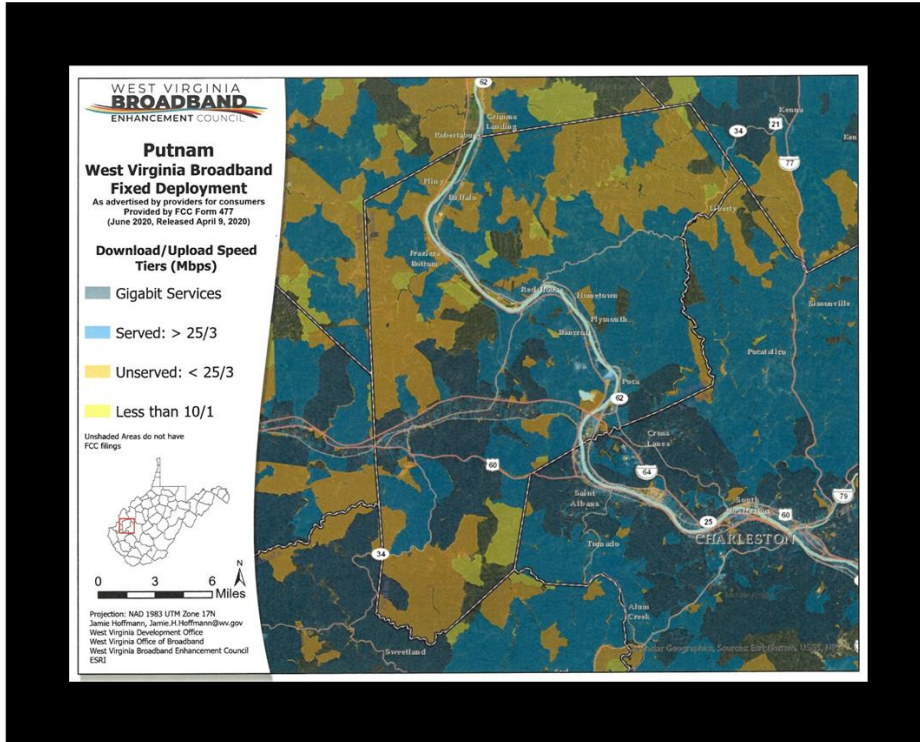 WEST VIRGINIA
BROADBAND
ENHANCEMENT COUNCIL
Putnam
West Virginia Broadband
Fixed Deployment
As advertised by providers for consumers
Provided by FCC Form 477
(June 2020, Released April 9, 2020)
Download/Upload Speed
Tiers (Mbps)
Gigabit Services
Served: > 25/3
Unserved: < 25/3
Less than 10/1
Unshaded Areas do not have
FCC filings
N
0 3 6
Miles
Projection: NAD 1983 UTM Zone 17N
Jamie Hoffmann, Jamie.H.Hoffmann@wv.gov
West Virginia Development Office
West Virginia Office of Broadband
West Virginia Broadband Enhancement Council
ESRI
62
Grimms
Landing
Robertsburg
Pliny
Buffalo
Fraziers
Bottom
Red House
Hometown
Plymouth
Bancroft
Poca
62
Kenna
21
34
77
Liberty
Sissonville
Pocatalico
Cross
Lanes
64
60
Saint
Albans
Tornado
25
South
Charleston
60
79
CHARLESTON
34
Alum
Creek
Sweetland